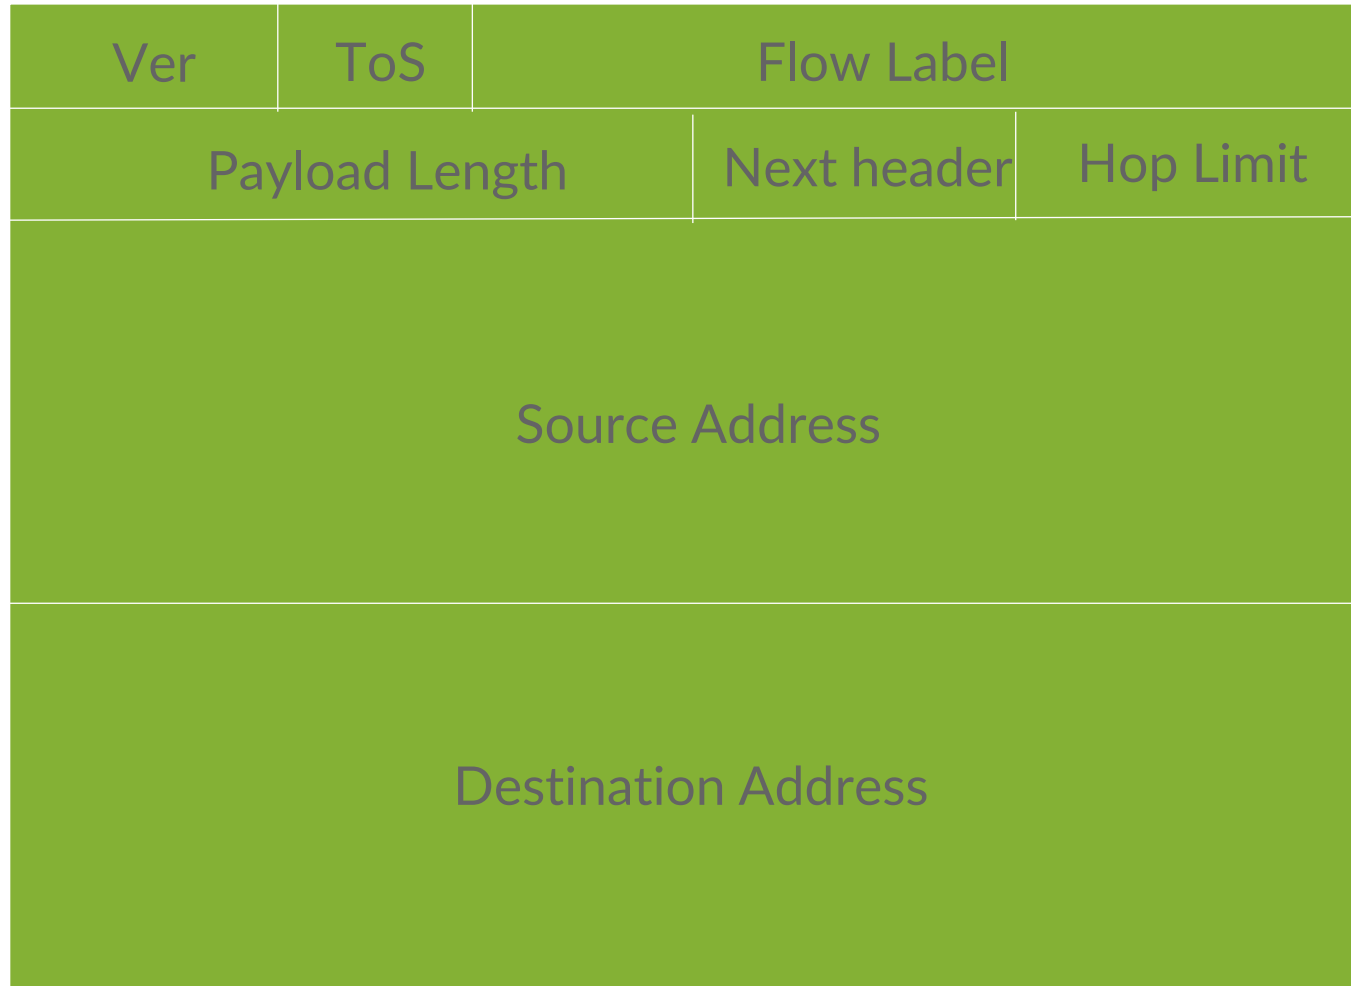 Ver ToS Flow Label
Payload Length Next header Hop Limit
Source Address
Destination Address